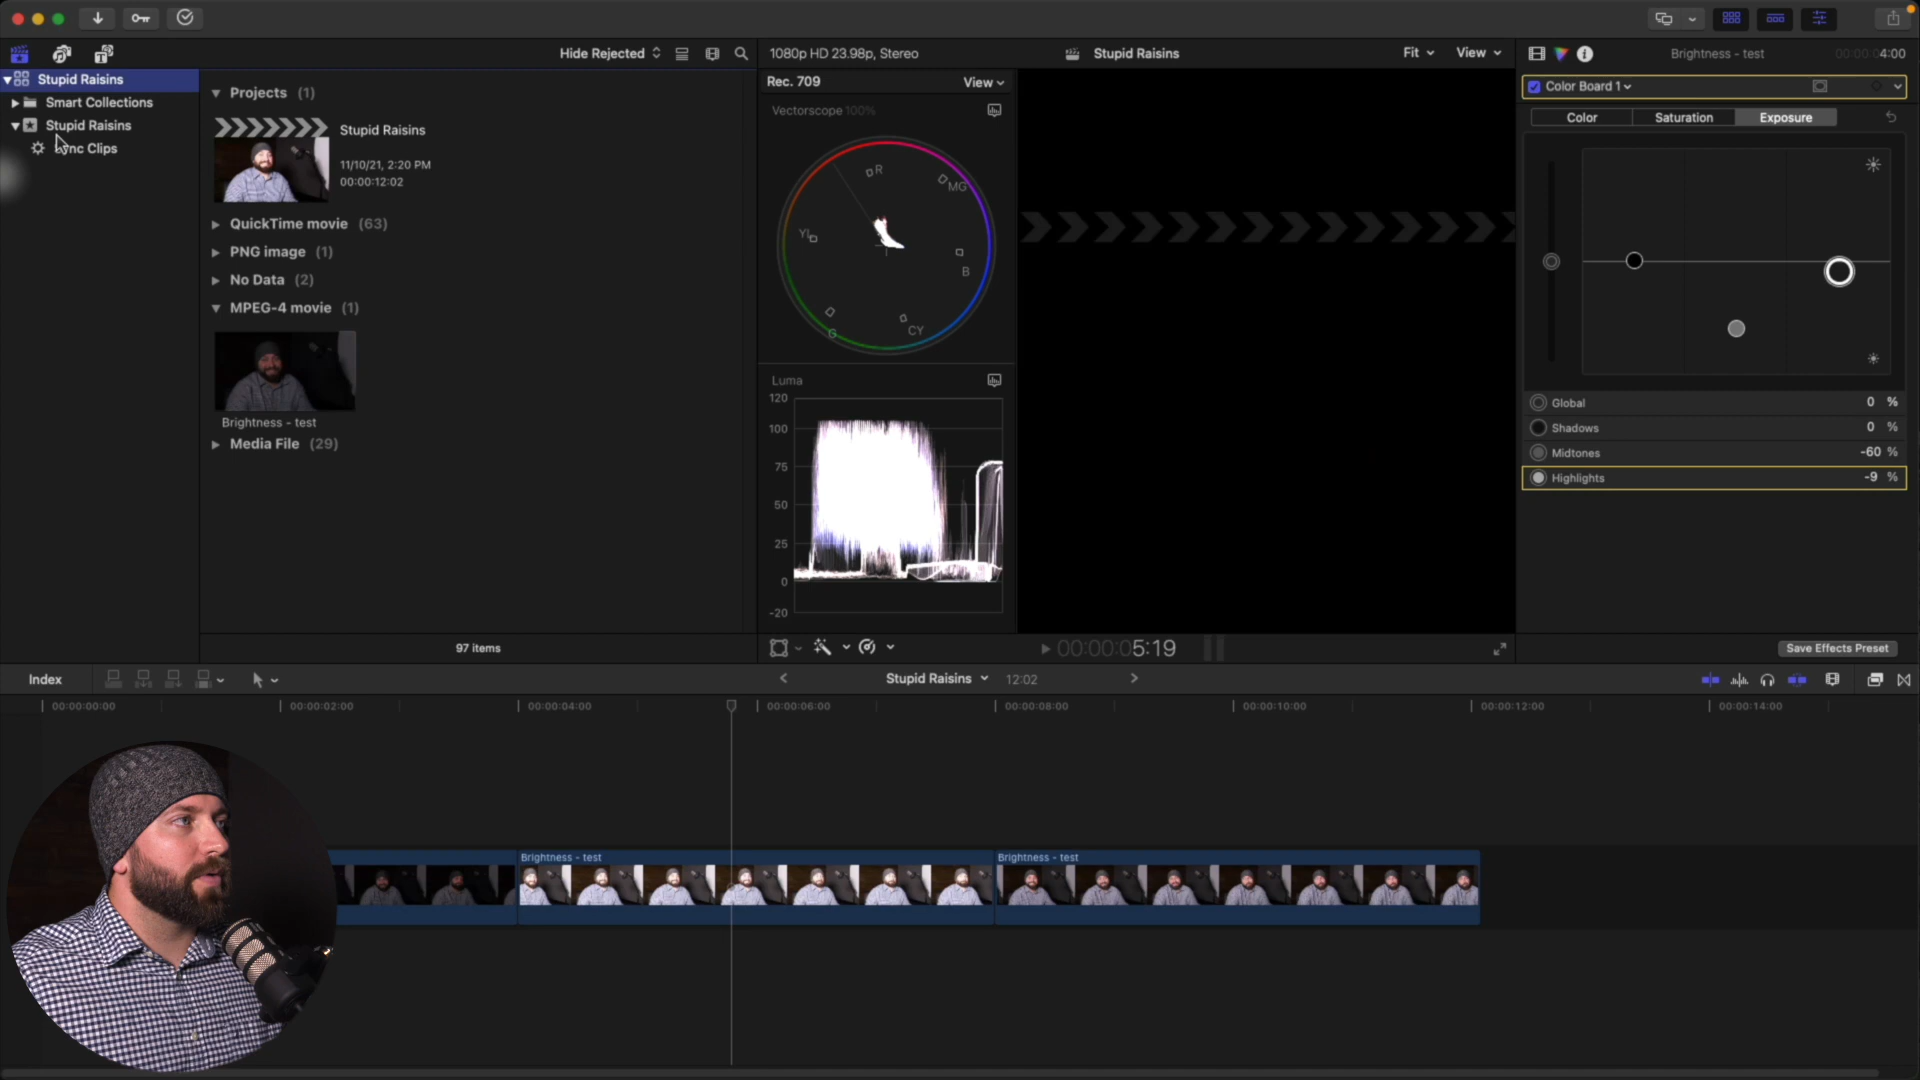 Hide Rejected
1080p HD 23.98p, Stereo
Stupid Raisins
Fit
View
Brightness - test
4:00
Stupid Raisins
Smart Collections
Stupid Raisins
Sync Clips
Projects (1)
Stupid Raisins
11/10/21, 2:20 PM
00:00:12:02
QuickTime movie (63)
PNG image (1)
No Data (2)
MPEG-4 movie (1)
Brightness - test
Media File (29)
97 items
Rec. 709
View
Vectorscope 100%
R
MG
YI
B
G
CY
Luma
120
100
75
50
25
0
-20
Color Board 1
Color
Saturation
Exposure
Global 0 %
Shadows 0 %
Midtones -60 %
Highlights -9 %
00:00:05:19
Save Effects Preset
Index
Stupid Raisins
12:02
00:00:00:00
00:00:02:00
00:00:04:00
00:00:06:00
00:00:08:00
00:00:10:00
00:00:12:00
00:00:14:00
Brightness - test
Brightness - test